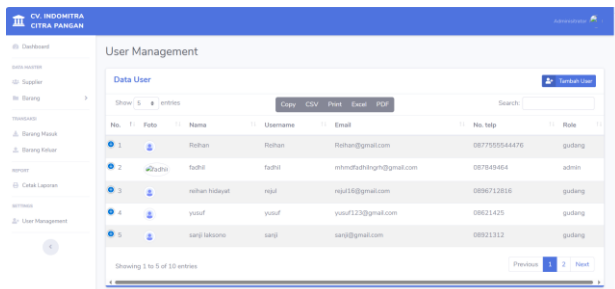 CV. INDOMITRA
CITRA PANGAN
Administrator
Dashboard
User Management
DATA MASTER
Supplier
Barang
TRANSAKSI
Barang Masuk
Barang Keluar
REPORT
Cetak Laporan
SETTINGS
User Management
Data User
Tambah User
Show 5 entries
Copy CSV Print Excel PDF
Search:
No. Foto Nama Username Email No. telp Role
1 Reihan Reihan Reihan@gmail.com 0877555544476 gudang
2 fadhil fadhil fadhil 087849464 admin
3 reihan hidayat rejul rejul16@gmail.com 0896712816 gudang
4 yusuf yusuf yusuf123@gmail.com 08621425 gudang
5 sanji laksono sanji sanji@gmail.com 08921312 gudang
Showing 1 to 5 of 10 entries
Previous 1 2 Next